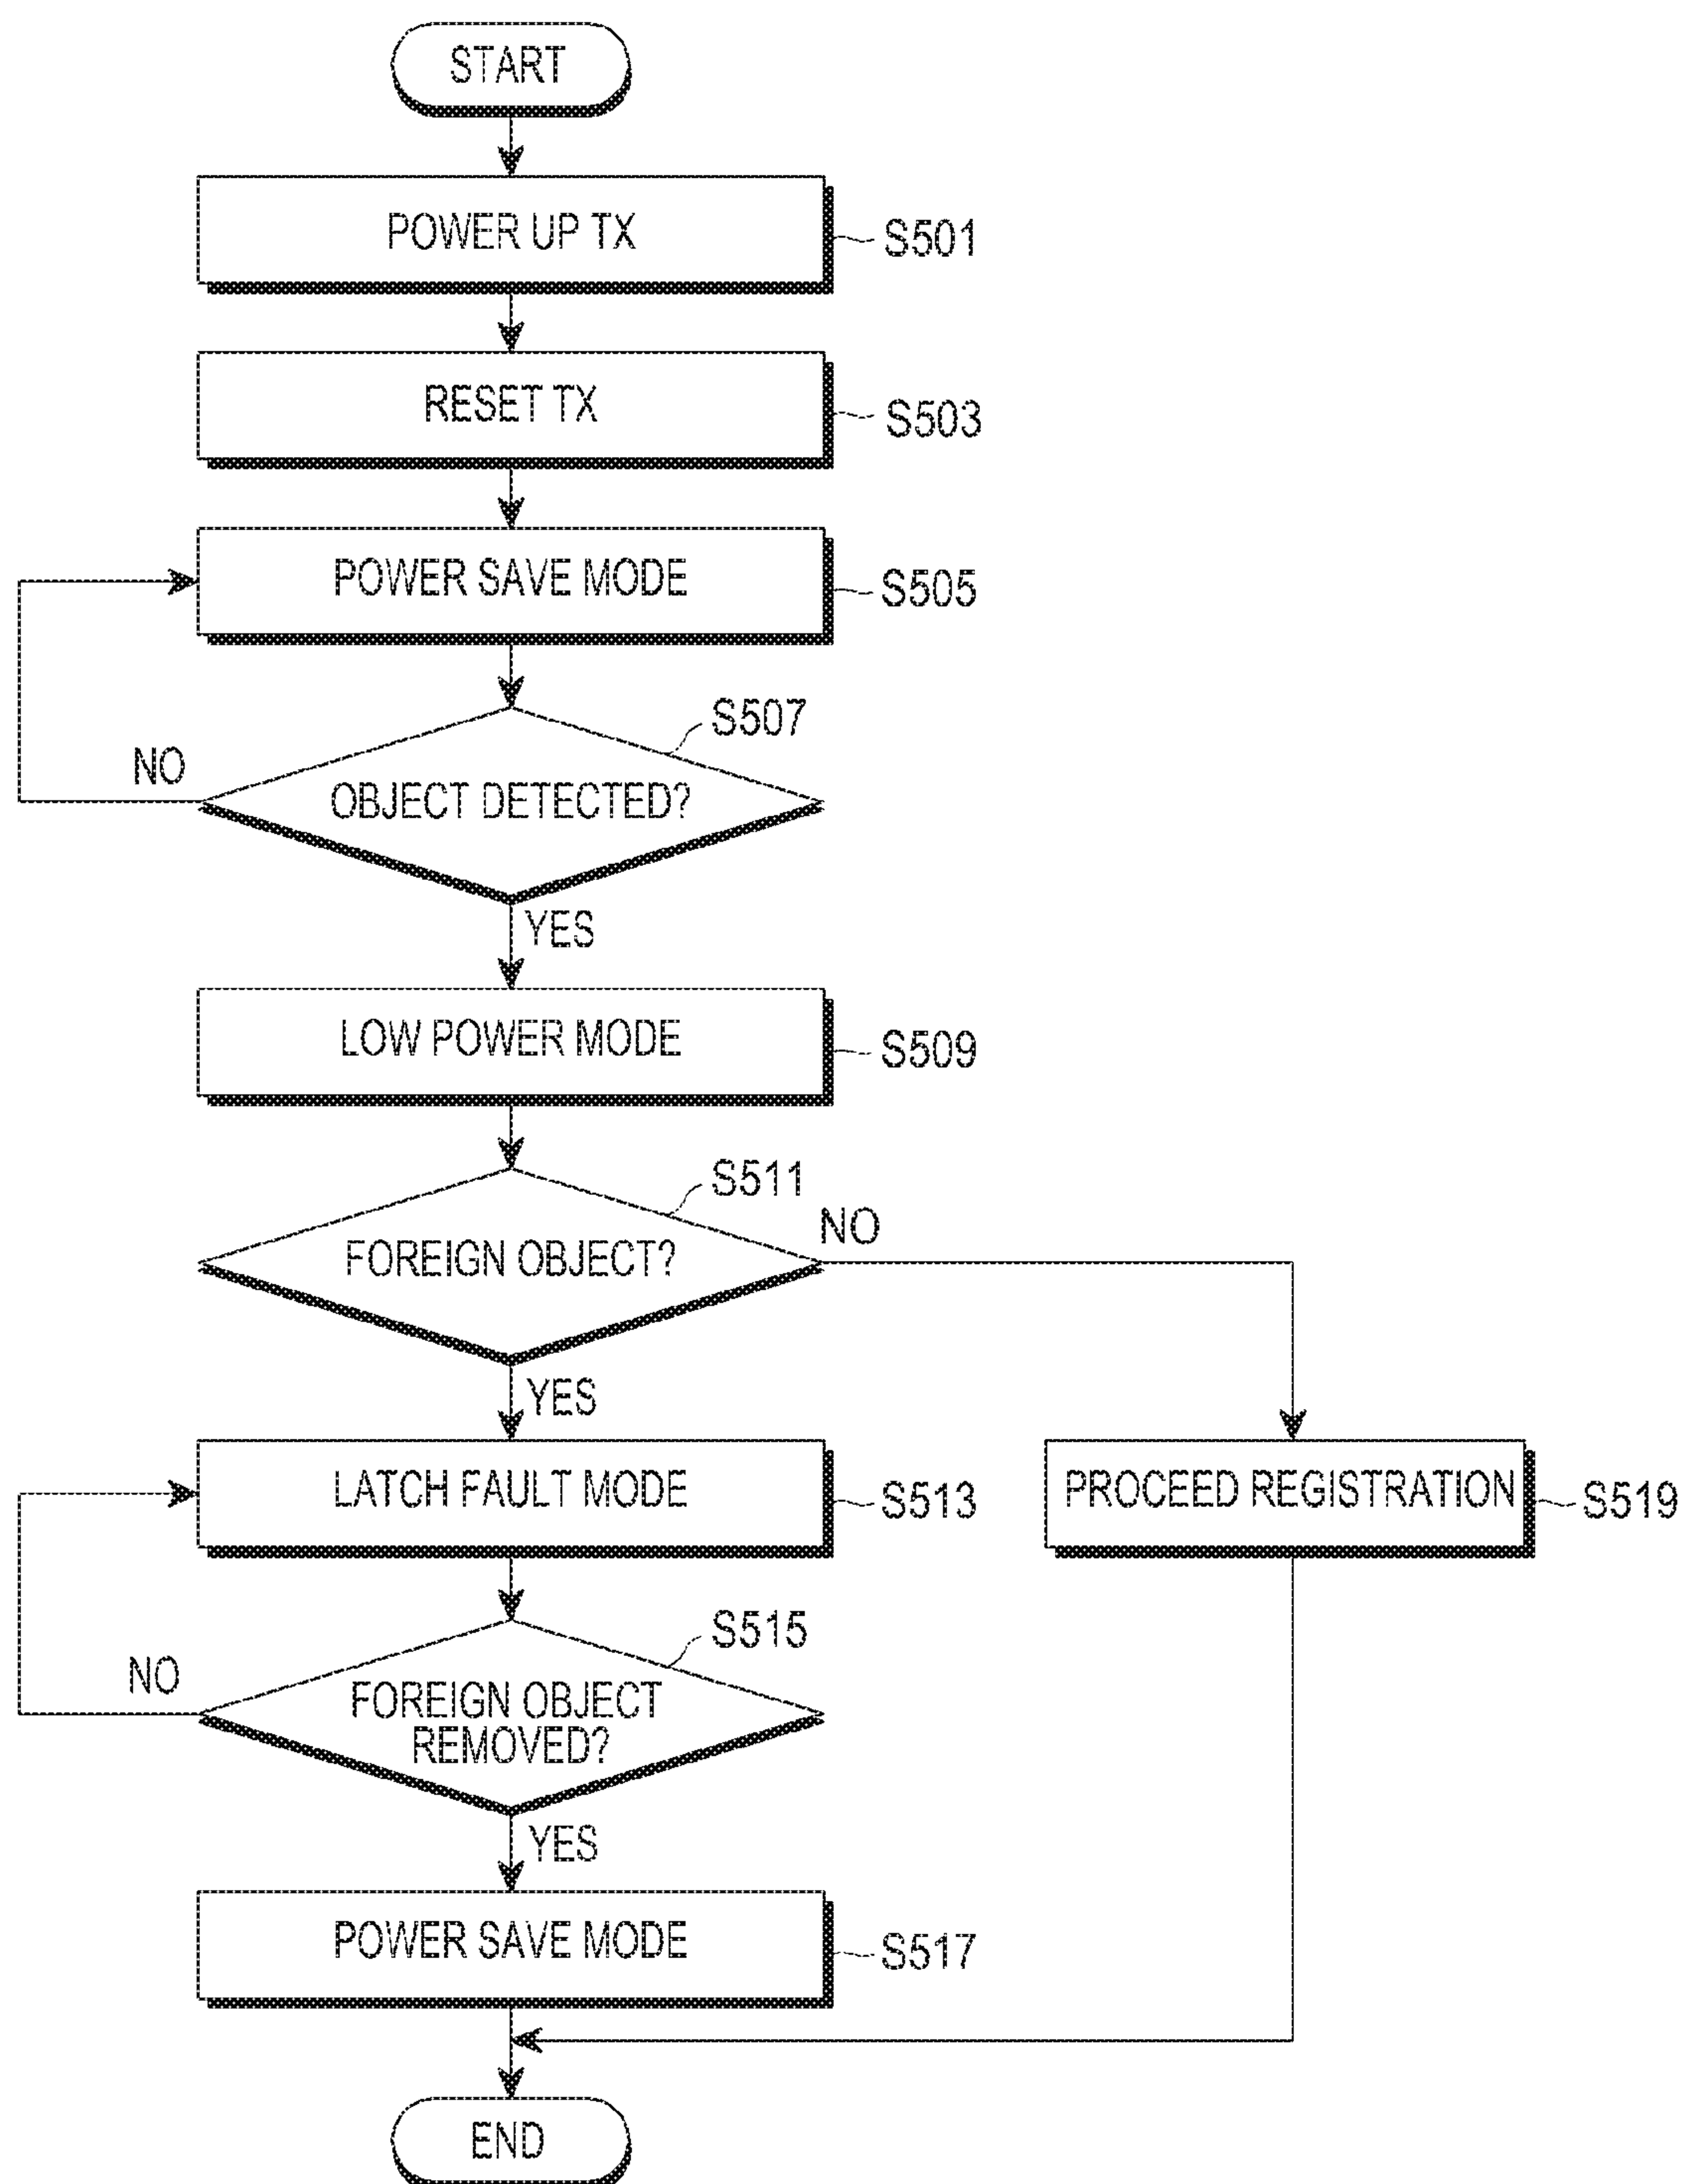 START
POWER UP TX
S501
RESET TX
S503
POWER SAVE MODE
S505
S507
NO
OBJECT DETECTED?
YES
LOW POWER MODE
S509
S511
NO
FOREIGN OBJECT?
YES
LATCH FAULT MODE
S513
PROCEED REGISTRATION
S519
S515
NO
FOREIGN OBJECT
REMOVED?
YES
POWER SAVE MODE
S517
END